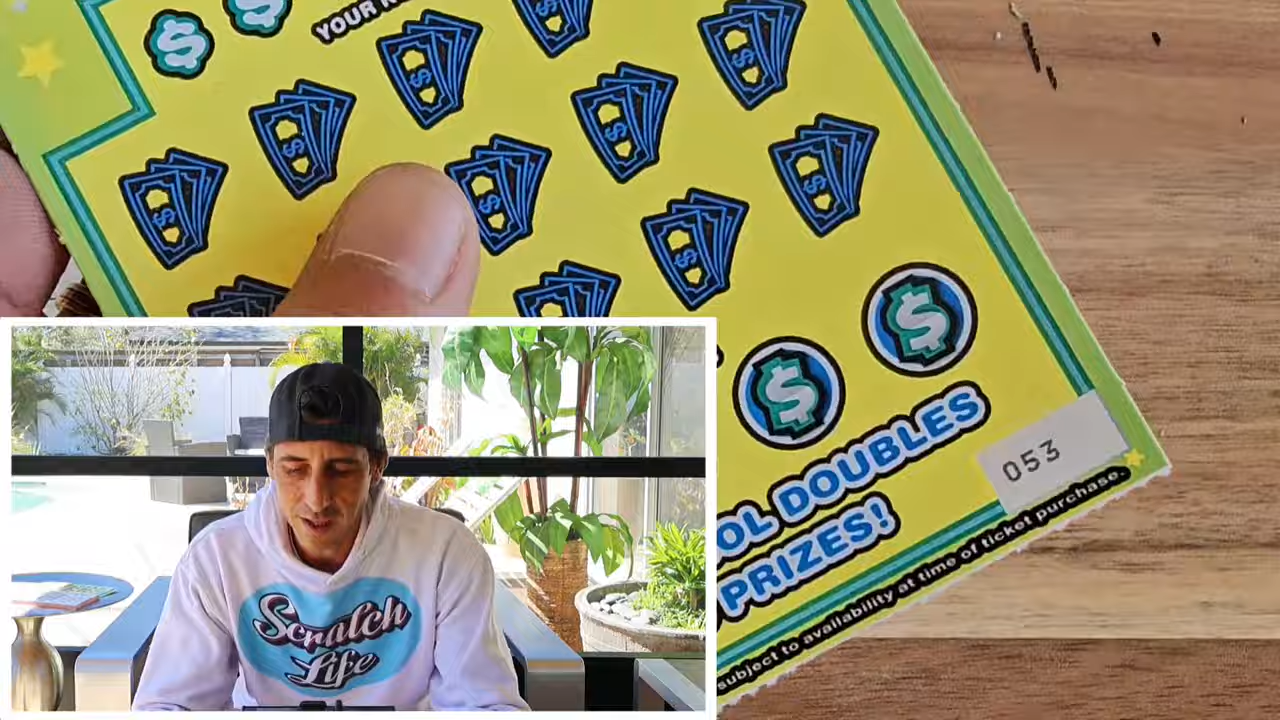 YOUR
OL DOUBLES
PRIZES!
053
subject to availability at time of ticket purchase.
Scratch
Life